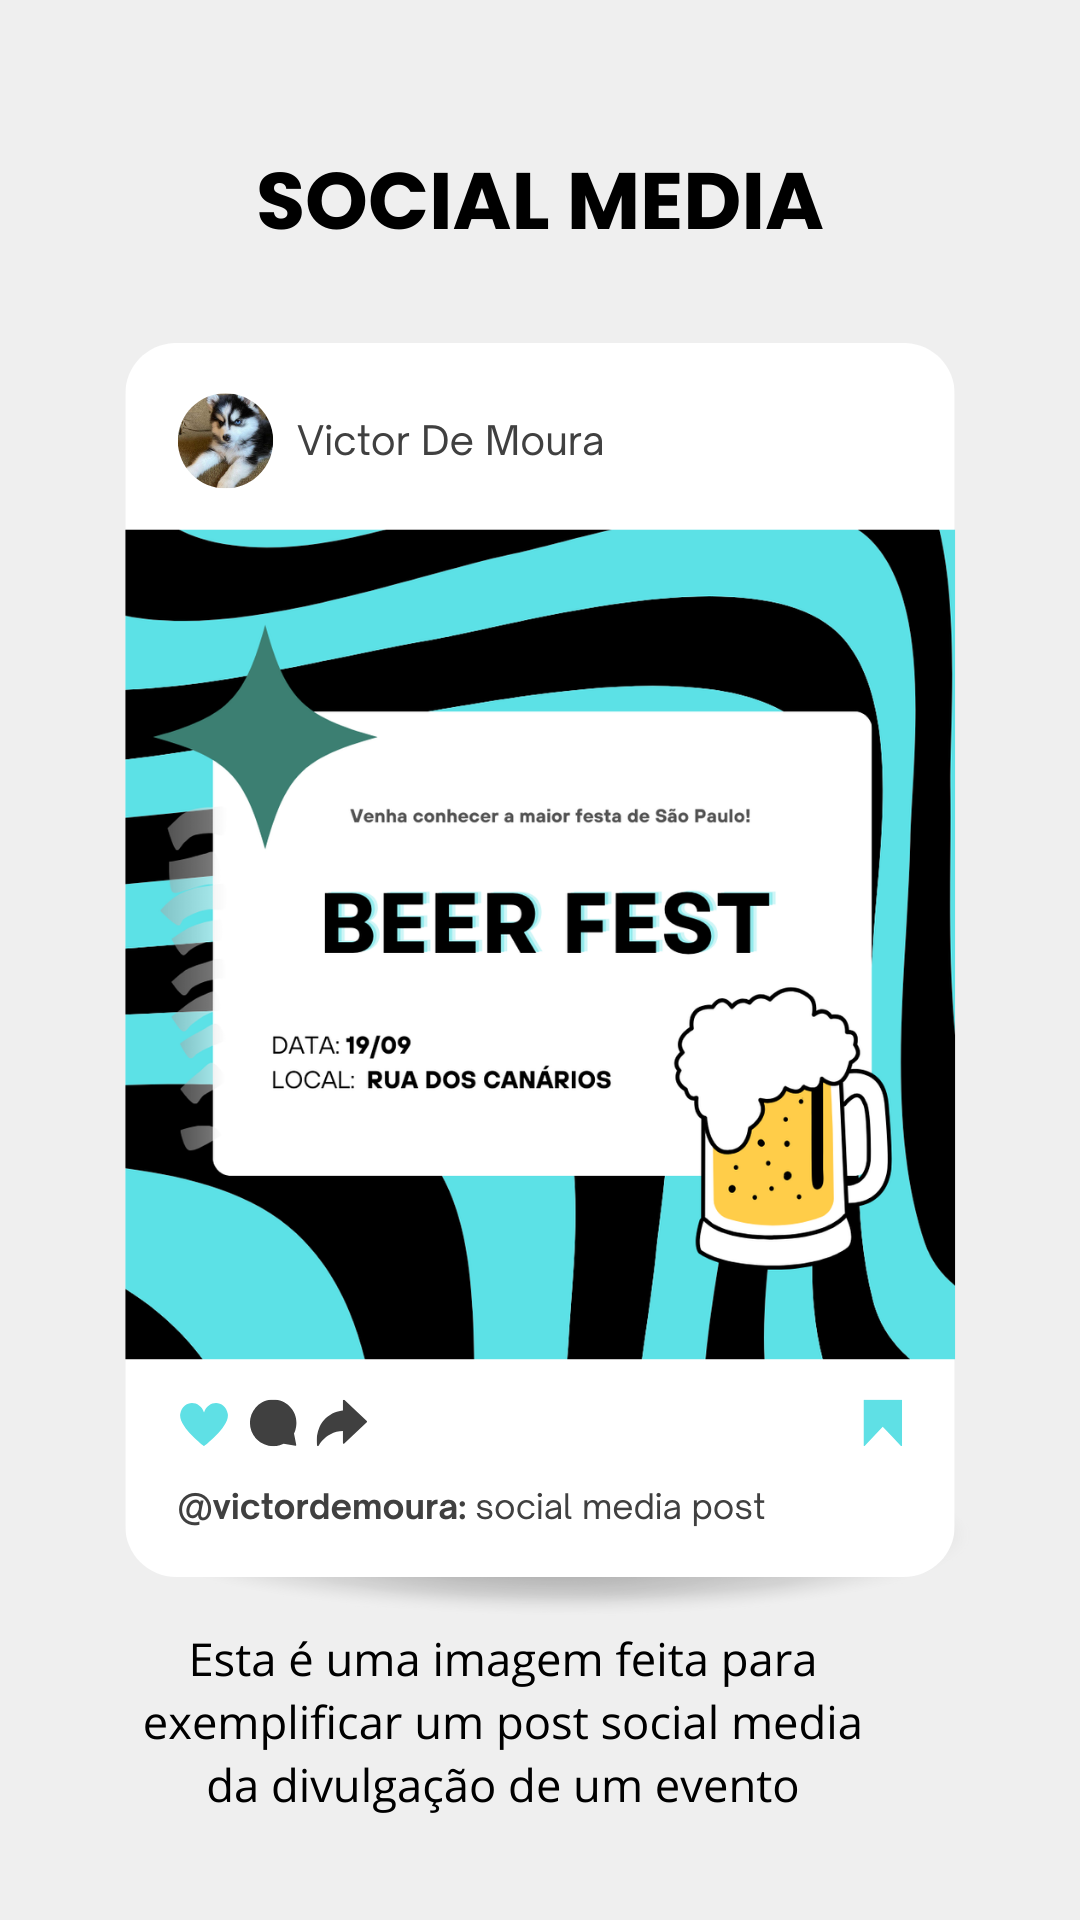 SOCIAL MEDIA
Victor De Moura
Venha conhecer a maior festa de São Paulo!
BEER FEST
DATA: 19/09
LOCAL: RUA DOS CANÁRIOS
@victordemoura: social media post
Esta é uma imagem feita para
exemplificar um post social media
da divulgação de um evento